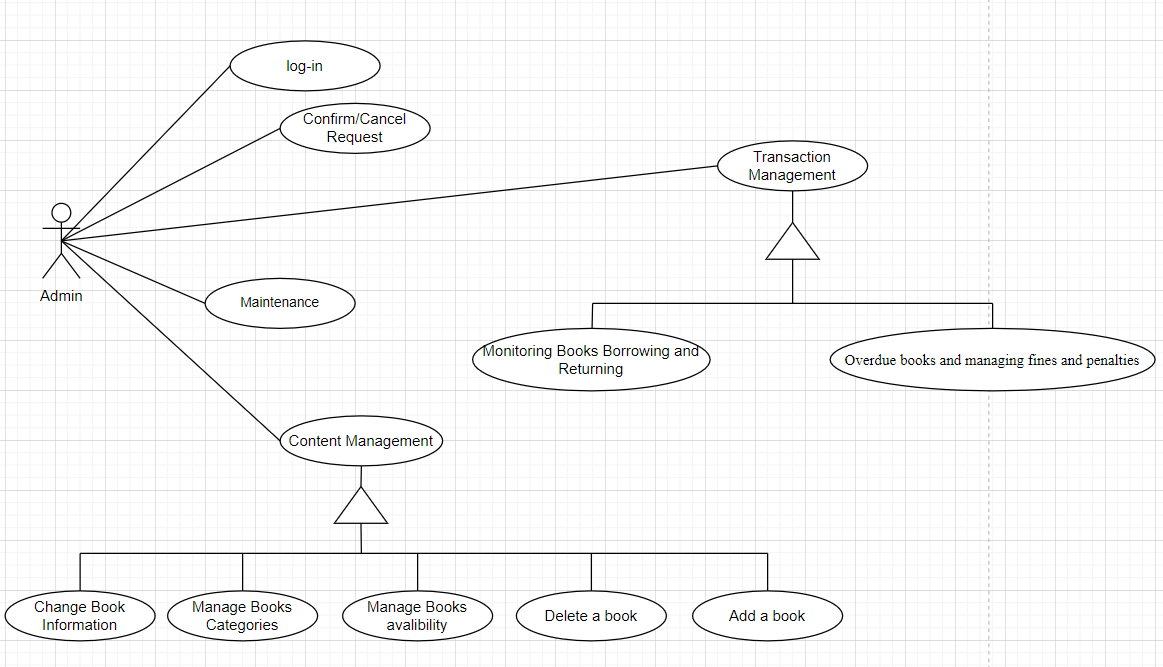 log-in
Confirm/Cancel
Request
Transaction
Management
Admin
Maintenance
Monitoring Books Borrowing and
Returning
Overdue books and managing fines and penalties
Content Management
Change Book
Information
Manage Books
Categories
Manage Books
avalibility
Delete a book
Add a book